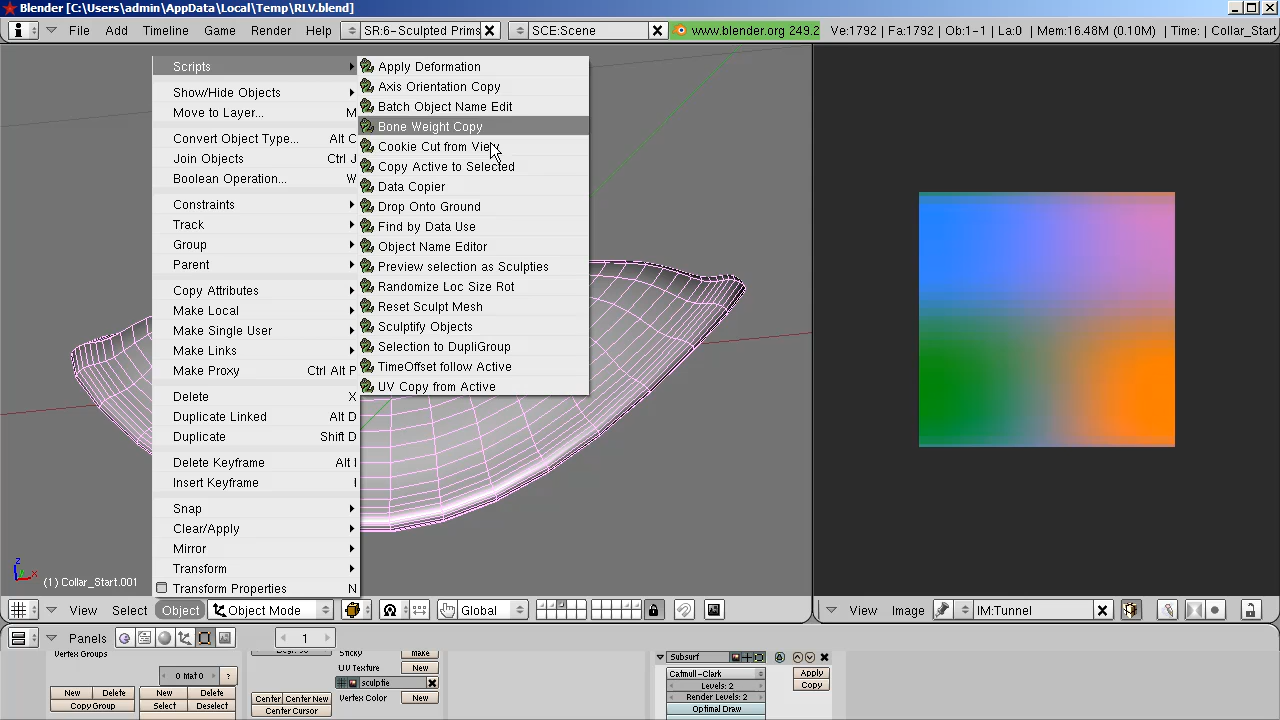 Blender [C:\Users\admin\AppData\Local\Temp\RLV.blend]
File Add Timeline Game Render Help SR:6-Sculpted Prims SCE:Scene www.blender.org 249.2 Ve:1792 | Fa:1792 | Ob:1-1 | La:0 | Mem:16.48M (0.10M) | Time: | Collar_Start
Scripts
Show/Hide Objects
Move to Layer... M
Convert Object Type... Alt C
Join Objects Ctrl J
Boolean Operation... W
Constraints
Track
Group
Parent
Copy Attributes
Make Local
Make Single User
Make Links
Make Proxy Ctrl Alt P
Delete X
Duplicate Linked Alt D
Duplicate Shift D
Delete Keyframe Alt I
Insert Keyframe I
Snap
Clear/Apply
Mirror
Transform
Transform Properties N
Apply Deformation
Axis Orientation Copy
Batch Object Name Edit
Bone Weight Copy
Cookie Cut from View
Copy Active to Selected
Data Copier
Drop Onto Ground
Find by Data Use
Object Name Editor
Preview selection as Sculpties
Randomize Loc Size Rot
Reset Sculpt Mesh
Sculptify Objects
Selection to DupliGroup
TimeOffset follow Active
UV Copy from Active
z
x
(1) Collar_Start.001
View Select Object Object Mode Global
View Image IM:Tunnel
Panels 1
Vertex Groups
0 Mat 0 ?
New Delete New Delete
Copy Group Select Deselect
Sticky Make
UV Texture New
sculptie
Vertex Color New
Center Center New
Center Cursor
Subsurf
Catmull-Clark Apply
Levels: 2 Copy
Render Levels: 2
Optimal Draw